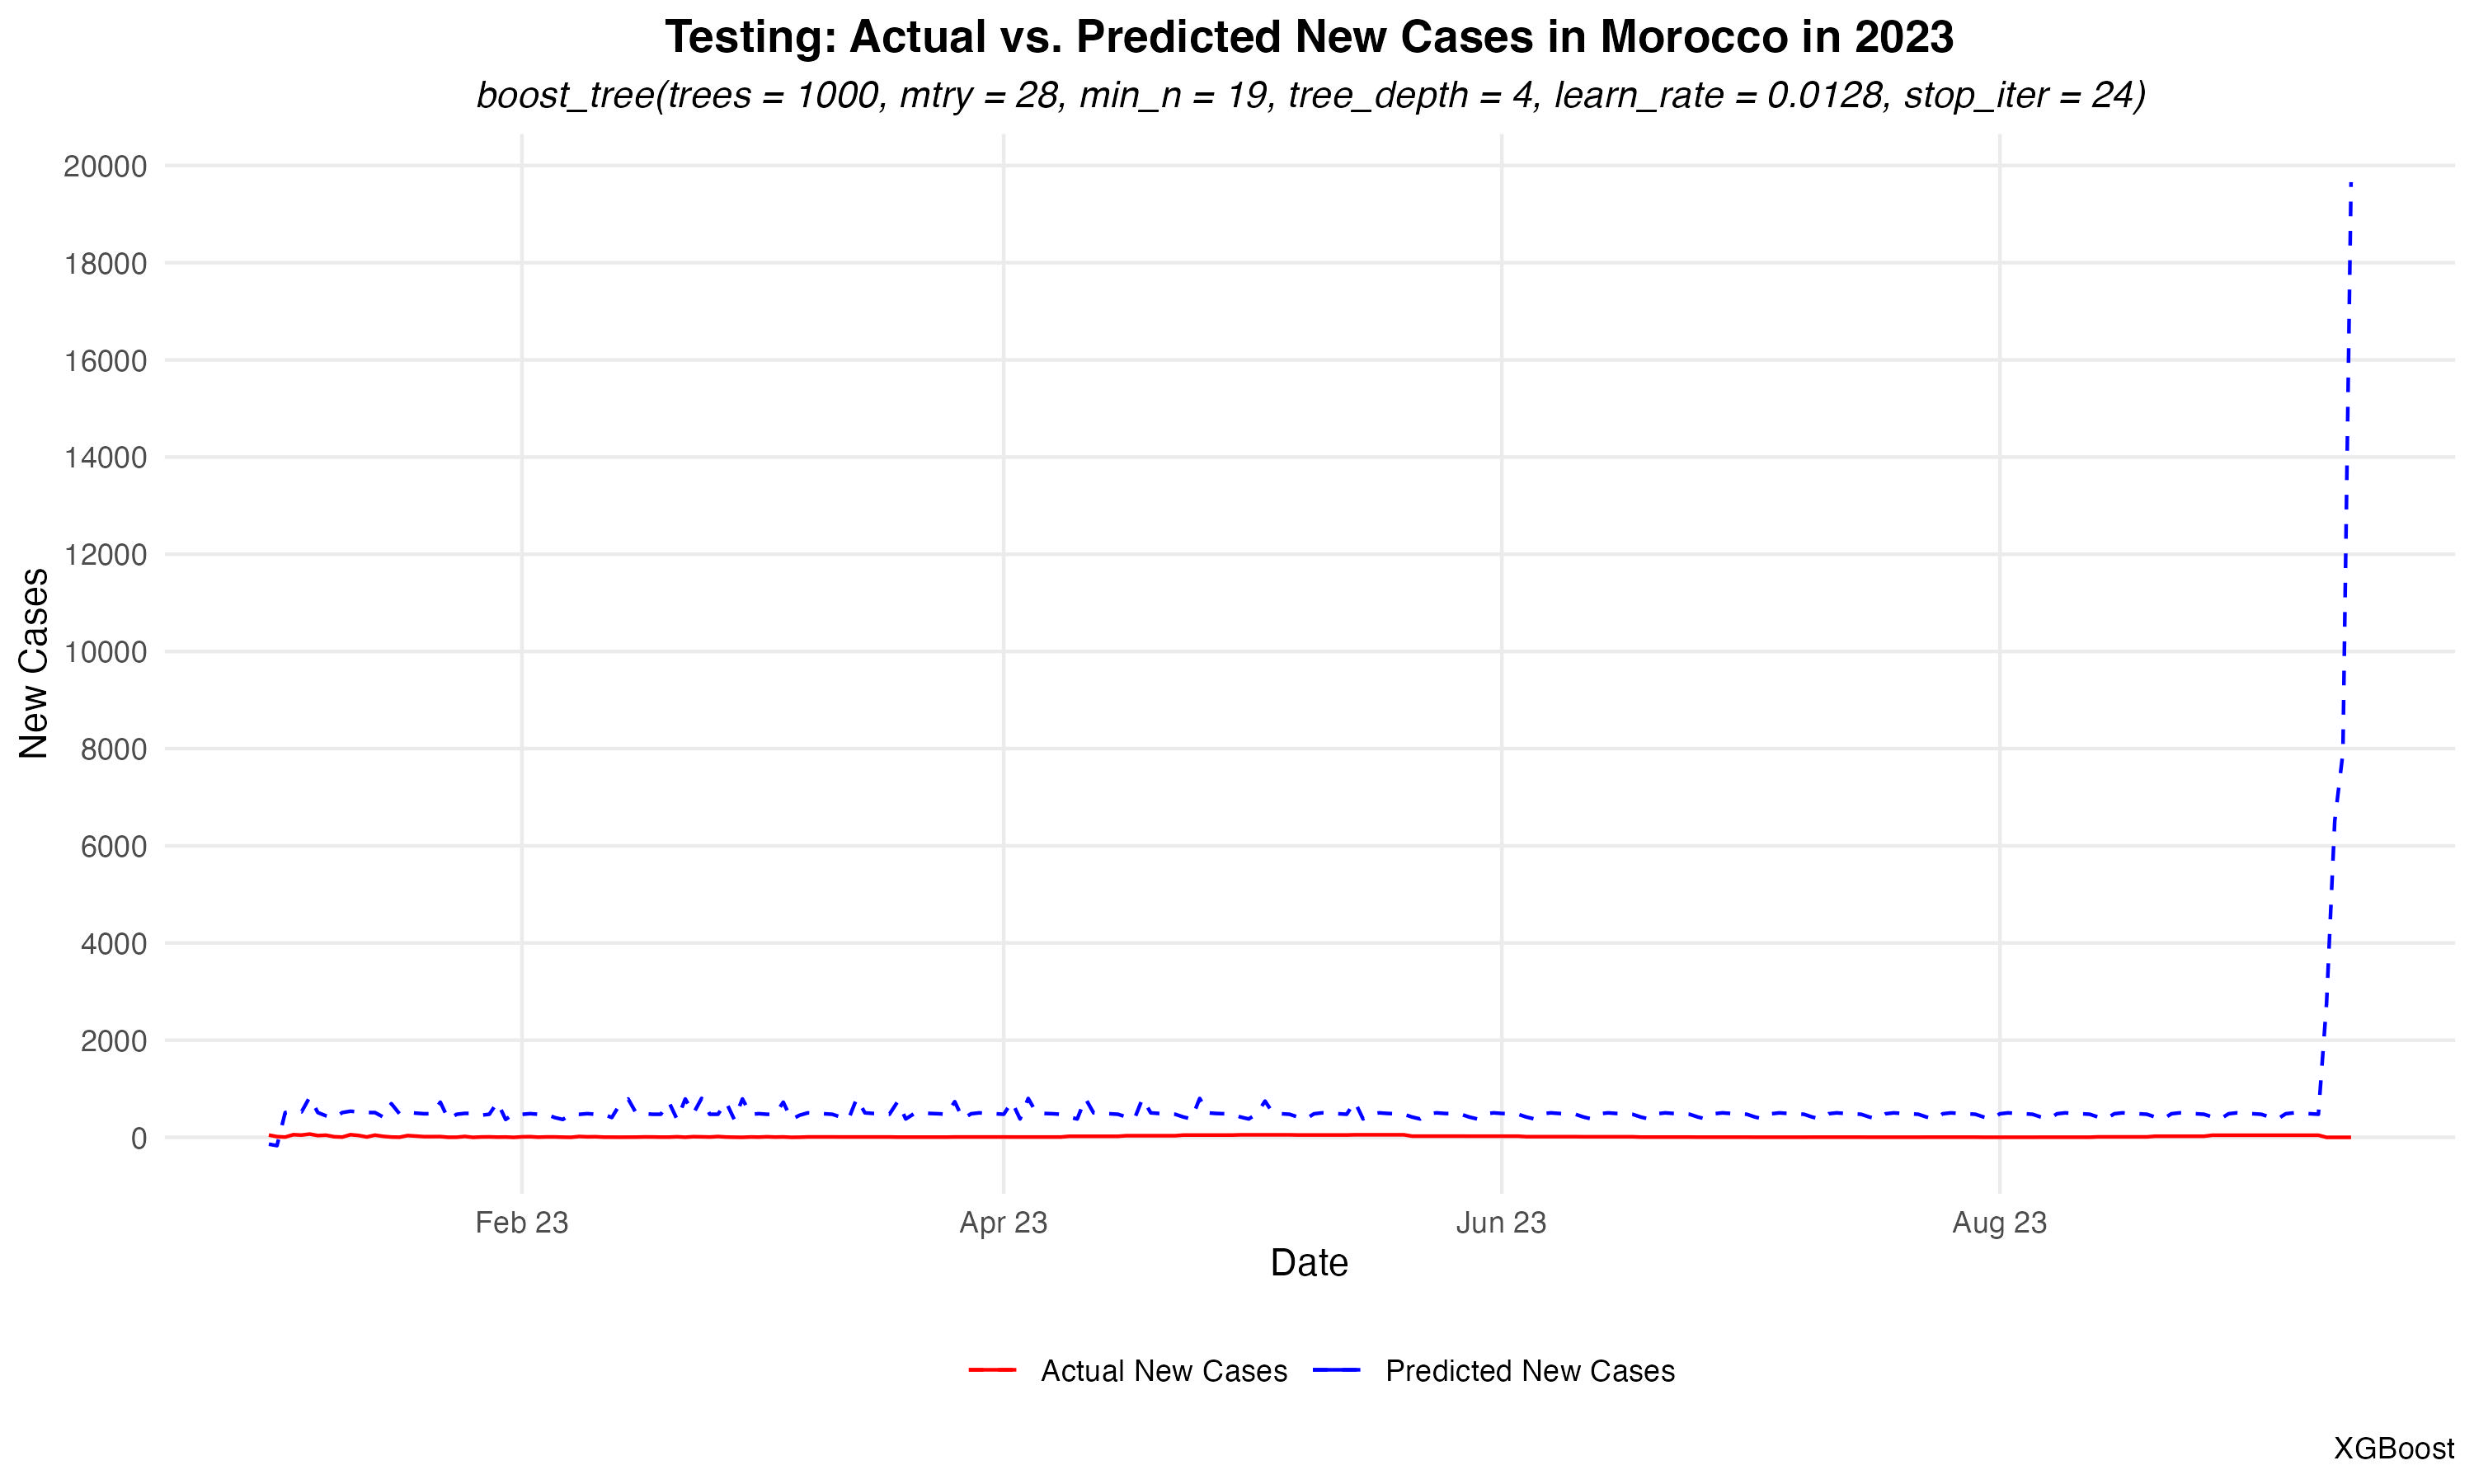 Testing: Actual vs. Predicted New Cases in Morocco in 2023
boost_tree(trees = 1000, mtry = 28, min_n = 19, tree_depth = 4, learn_rate = 0.0128, stop_iter = 24)
New Cases
20000
18000
16000
14000
12000
10000
8000
6000
4000
2000
0
Feb 23
Apr 23
Jun 23
Aug 23
Date
Actual New Cases
Predicted New Cases
XGBoost